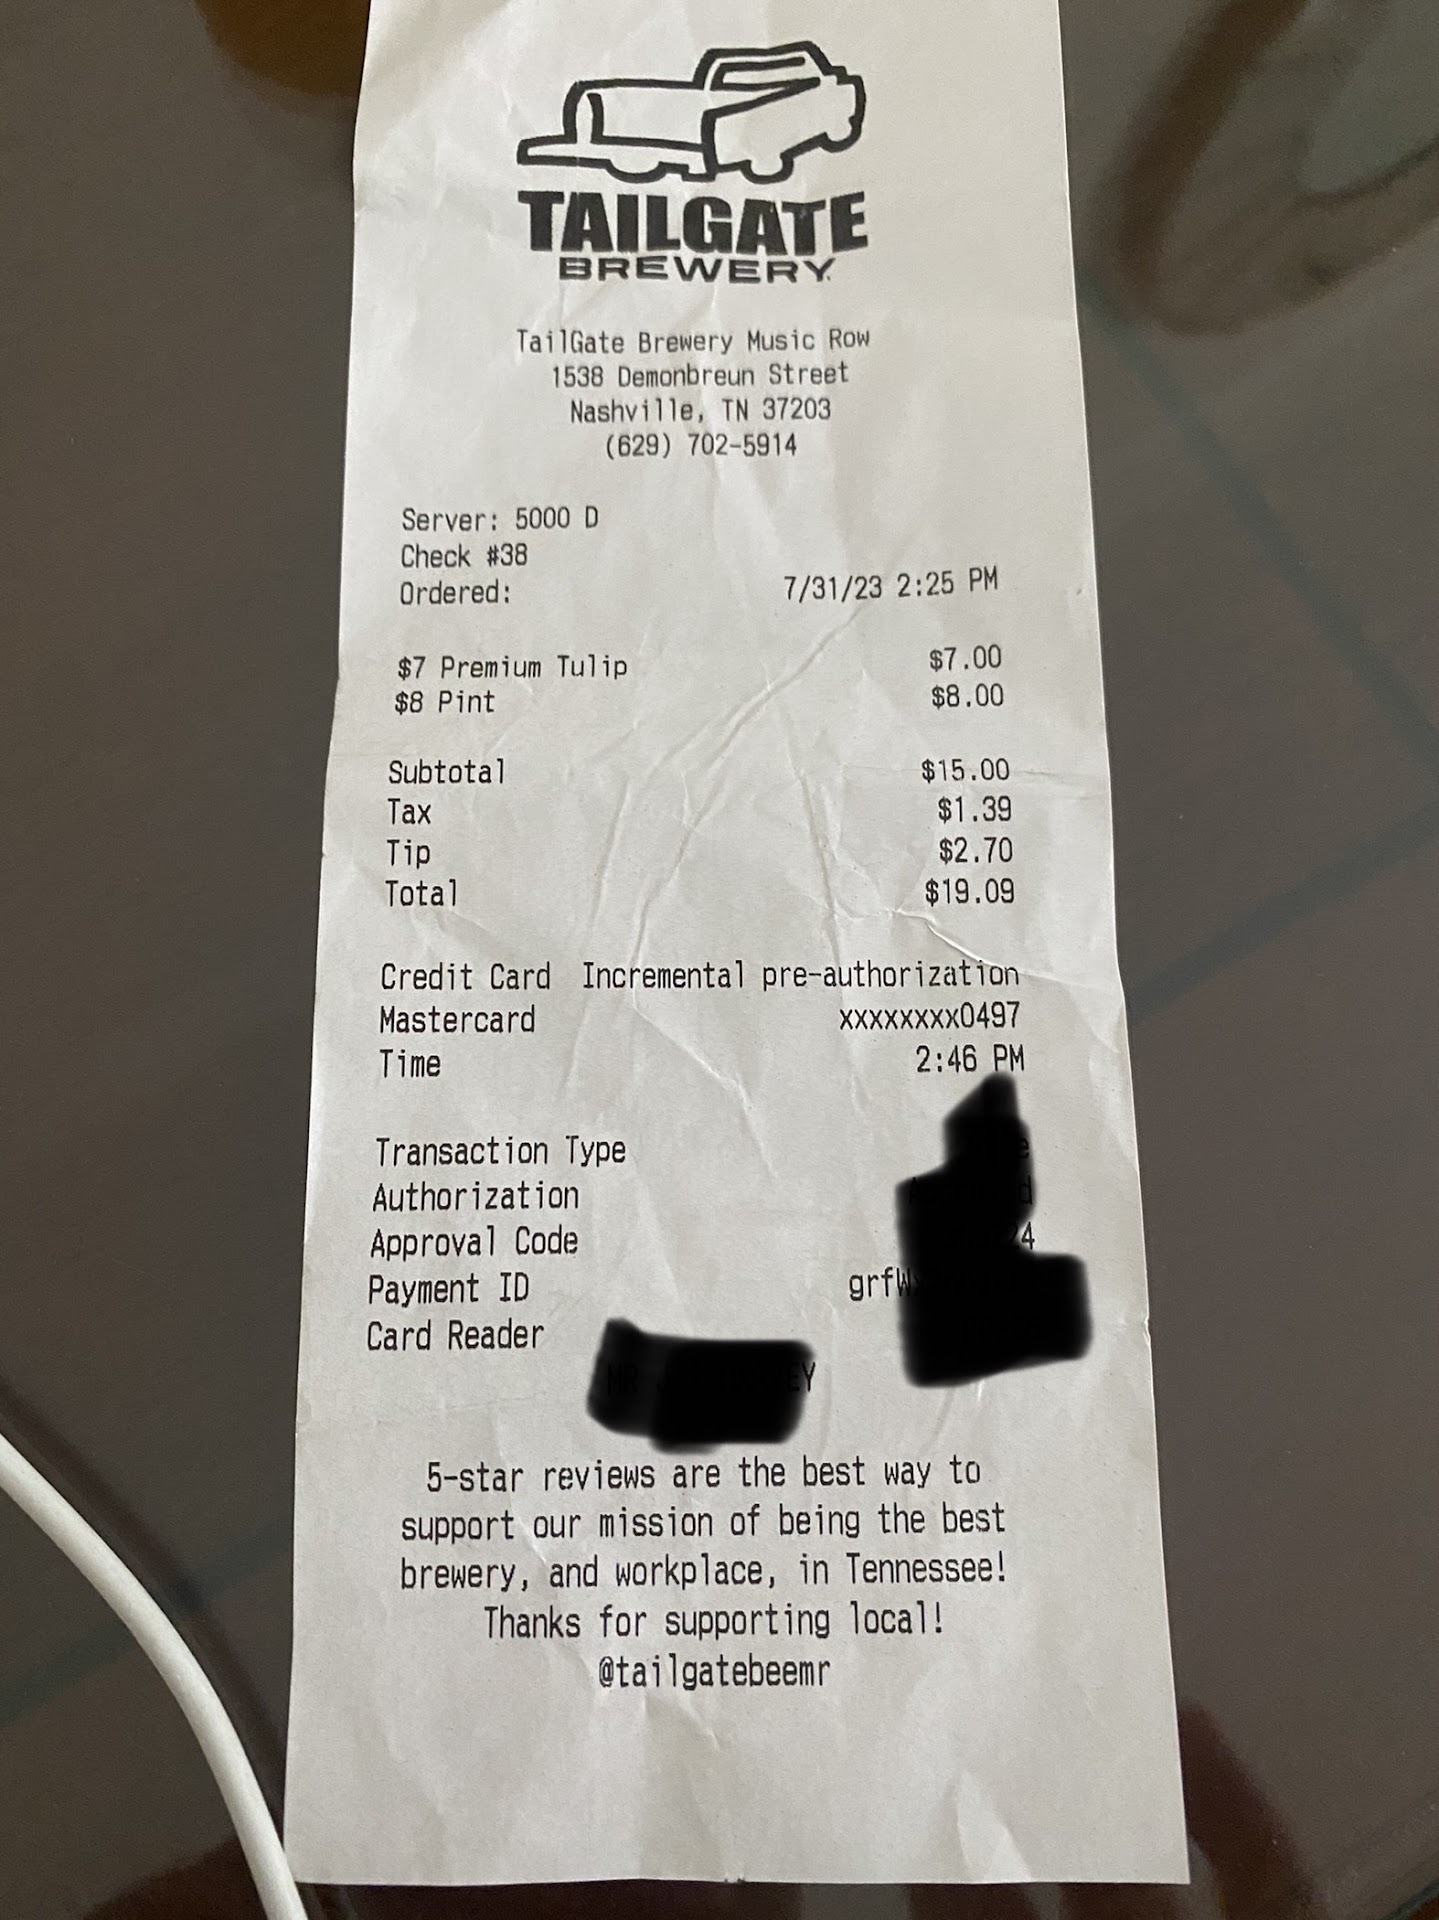 TAILGATE
BREWERY
TailGate Brewery Music Row
1538 Demonbreun Street
Nashville, TN 37203
(629) 702-5914
Server: 5000 D
Check #38
Ordered: 7/31/23 2:25 PM
$7 Premium Tulip $7.00
$8 Pint $8.00
Subtotal $15.00
Tax $1.39
Tip $2.70
Total $19.09
Credit Card Incremental pre-authorization
Mastercard xxxxxxxx0497
Time 2:46 PM
Transaction Type
Authorization
Approval Code
Payment ID
Card Reader
5-star reviews are the best way to
support our mission of being the best
brewery, and workplace, in Tennessee!
Thanks for supporting local!
@tailgatebeemr